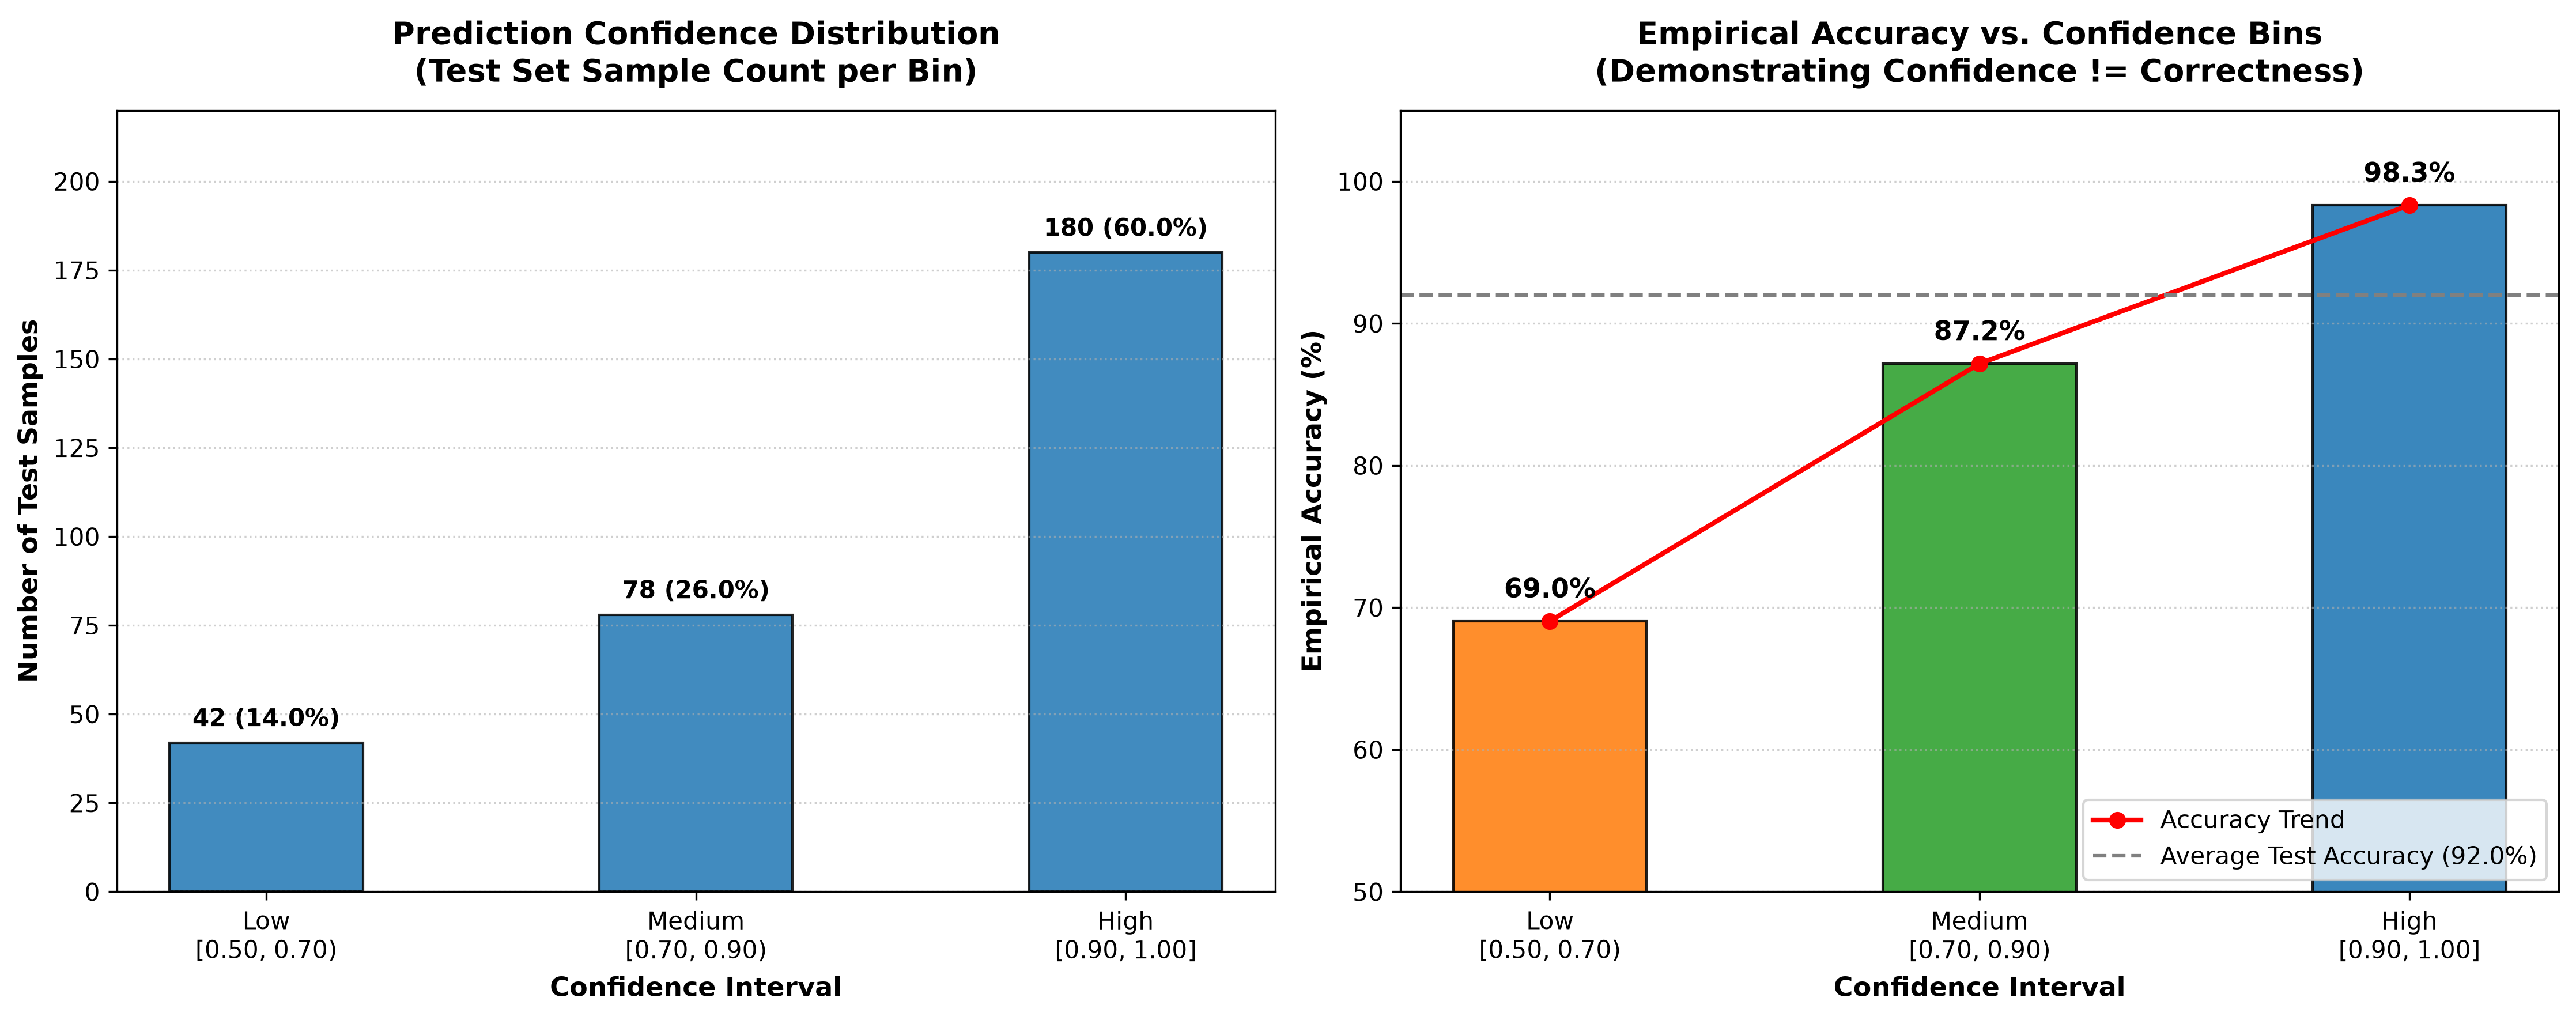 Prediction Confidence Distribution
(Test Set Sample Count per Bin)
Number of Test Samples
200
175
150
125
100
75
50
25
0
42 (14.0%)
78 (26.0%)
180 (60.0%)
Low
[0.50, 0.70)
Medium
[0.70, 0.90)
High
[0.90, 1.00]
Confidence Interval
Empirical Accuracy vs. Confidence Bins
(Demonstrating Confidence != Correctness)
Empirical Accuracy (%)
100
90
80
70
60
50
69.0%
87.2%
98.3%
Accuracy Trend
Average Test Accuracy (92.0%)
Low
[0.50, 0.70)
Medium
[0.70, 0.90)
High
[0.90, 1.00]
Confidence Interval